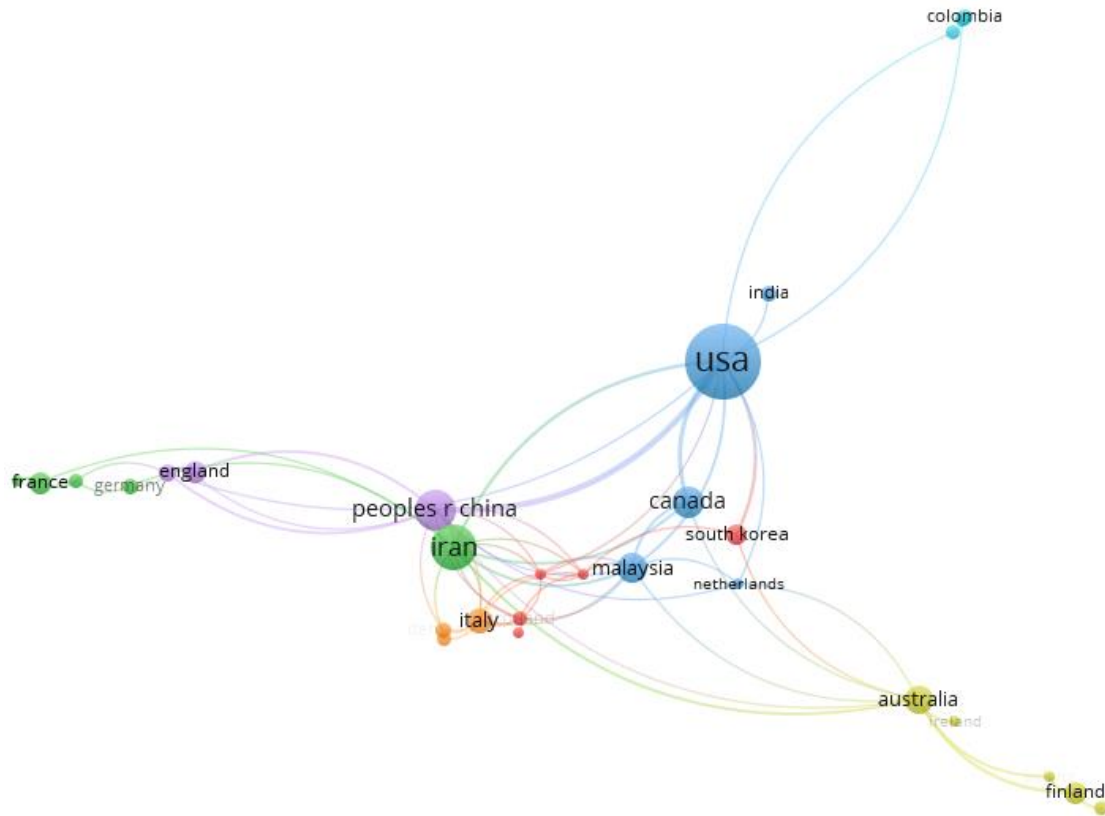 colombia
india
usa
france
germany
england
peoples r china
iran
canada
south korea
malaysia
netherlands
italy
australia
ireland
finland